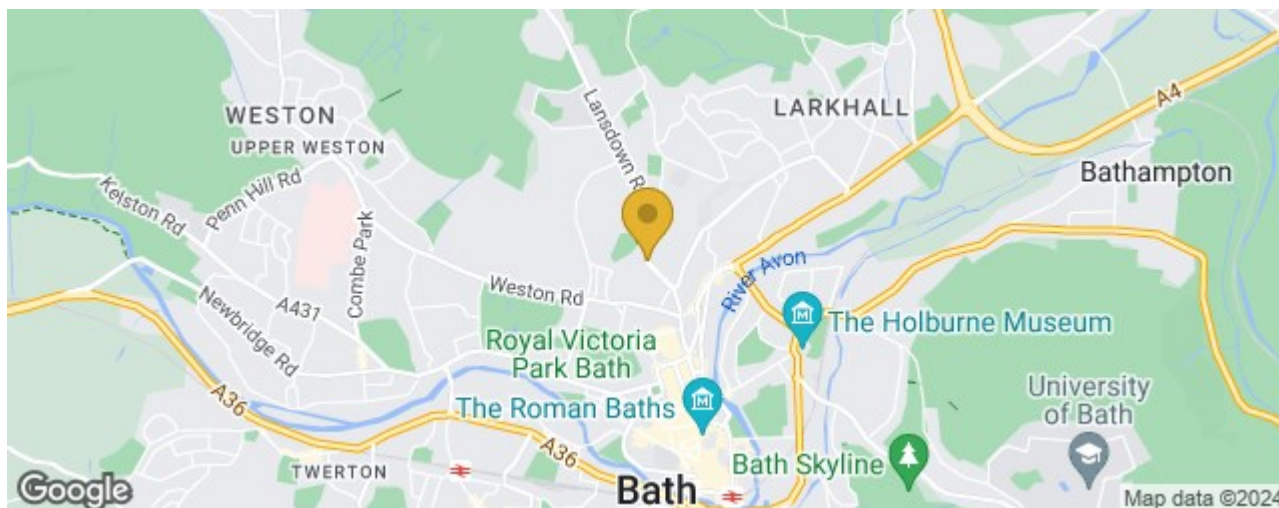 WESTON
UPPER WESTON
Lansdown R
LARKHALL
A4
Bathampton
Kelston Rd
Penn Hill Rd
Combe Park
A431
Newbridge Rd
Weston Rd
River Avon
The Holburne Museum
Royal Victoria
Park Bath
The Roman Baths
University
of Bath
A36
A36
TWERTON
Bath Skyline
Bath
Google
Map data ©2024